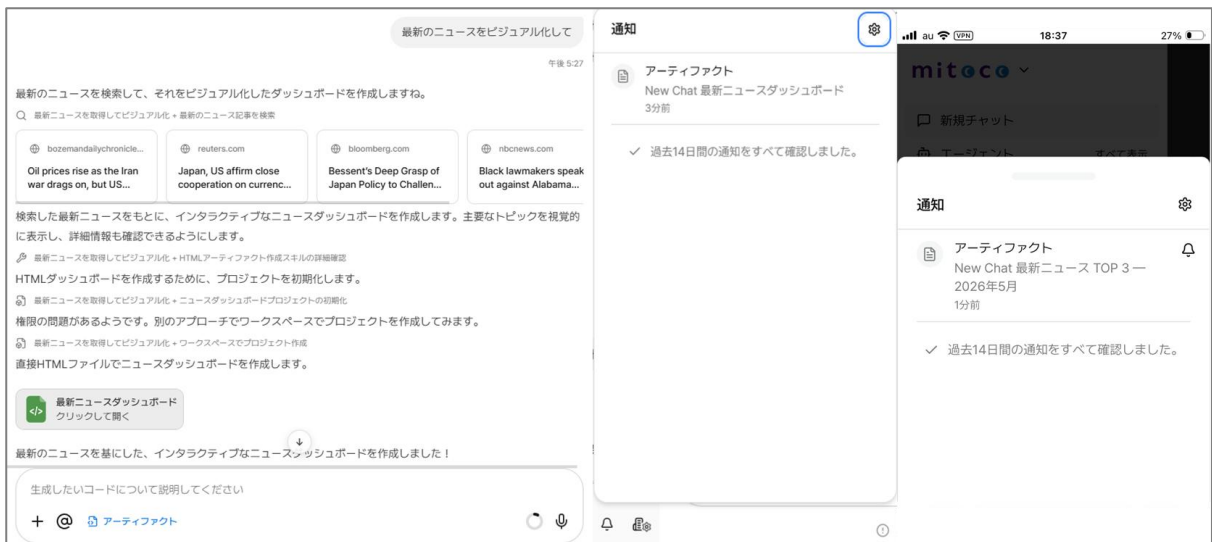 最新のニュースをビジュアル化して
午後 5:27
最新のニュースを検索して、それをビジュアル化したダッシュボードを作成しますね。
最新ニュースを取得してビジュアル化 • 最新のニュース記事を検索
bozemandailychronicle...
Oil prices rise as the Iran
war drags on, but US...
reuters.com
Japan, US affirm close
cooperation on currenc...
bloomberg.com
Bessent's Deep Grasp of
Japan Policy to Challen...
nbcnews.com
Black lawmakers speak
out against Alabama...
検索した最新ニュースをもとに、インタラクティブなニュースダッシュボードを作成します。主要なトピックを視覚的
に表示し、詳細情報も確認できるようにします。
最新ニュースを取得してビジュアル化 • HTMLアーティファクト作成スキルの詳細確認
HTMLダッシュボードを作成するために、プロジェクトを初期化します。
最新ニュースを取得してビジュアル化 • ニュースダッシュボードプロジェクトの初期化
権限の問題があるようです。別のアプローチでワークスペースでプロジェクトを作成してみます。
最新ニュースを取得してビジュアル化 • ワークスペースでプロジェクト作成
直接HTMLファイルでニュースダッシュボードを作成します。
最新ニュースダッシュボード
クリックして開く
最新のニュースを基にした、インタラクティブなニュースダッシュボードを作成しました！
生成したいコードについて説明してください
アーティファクト
通知
アーティファクト
New Chat 最新ニュースダッシュボード
3分前
過去14日間の通知をすべて確認しました。
au VPN 18:37 27%
mitoco
新規チャット
エージェント すべて表示
通知
アーティファクト
New Chat 最新ニュース TOP 3 —
2026年5月
1分前
過去14日間の通知をすべて確認しました。